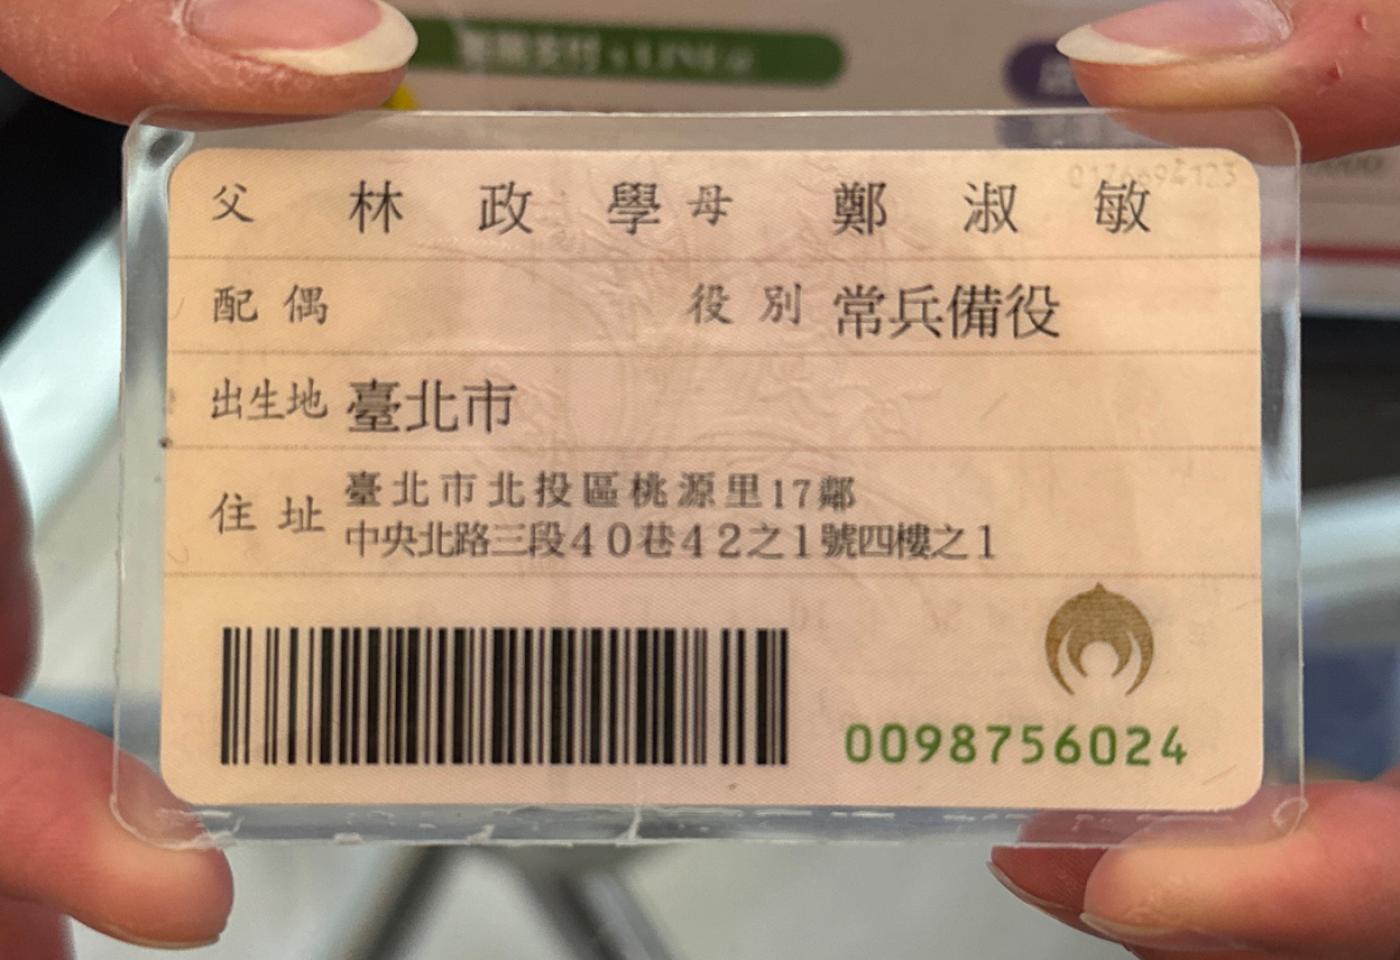 父 林政學 母 鄭淑敏
配偶 役別 常兵備役
出生地 臺北市
住址 臺北市北投區桃源里17鄰
中央北路三段40巷42之1號四樓之1
0098756024